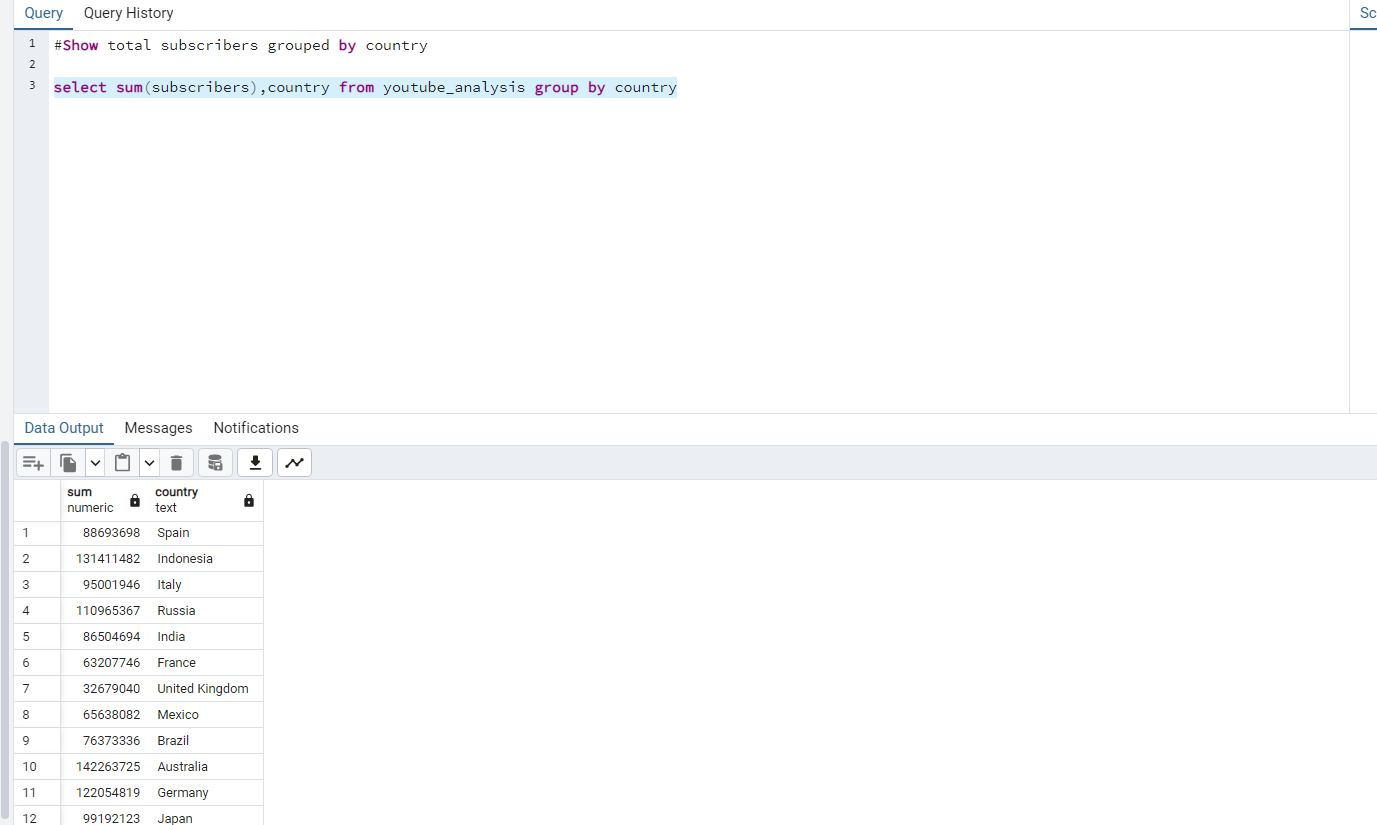 Query Query History Sc
1 #Show total subscribers grouped by country
2
3 select sum(subscribers),country from youtube_analysis group by country
Data Output Messages Notifications
sum country
numeric text
1 88693698 Spain
2 131411482 Indonesia
3 95001946 Italy
4 110965367 Russia
5 86504694 India
6 63207746 France
7 32679040 United Kingdom
8 65638082 Mexico
9 76373336 Brazil
10 142263725 Australia
11 122054819 Germany
12 99192123 Japan